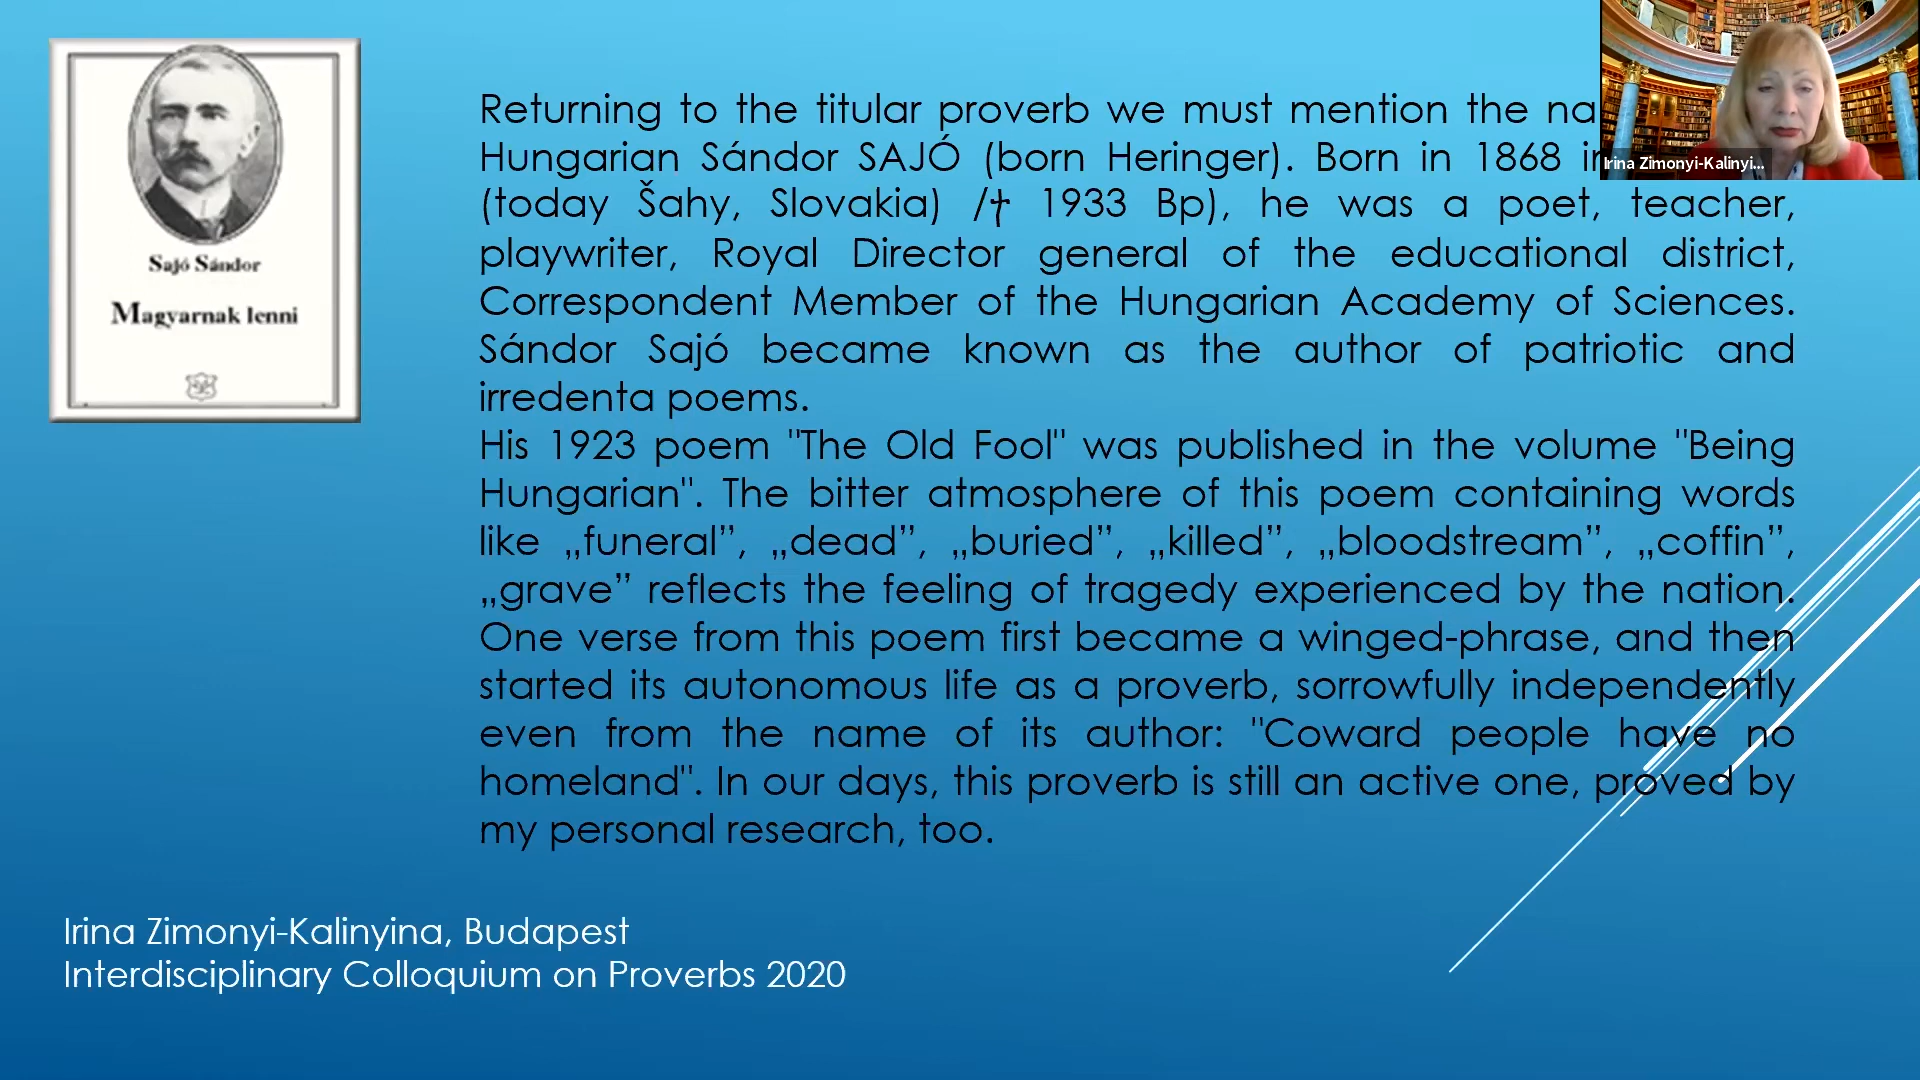 Sajó Sándor
Magyarnak lenni
Returning to the titular proverb we must mention the
Hungarian Sándor SAJÓ (born Heringer). Born in 1868
(today Šahy, Slovakia) /† 1933 Bp), he was a poet, teacher,
playwriter, Royal Director general of the educational district,
Correspondent Member of the Hungarian Academy of Sciences.
Sándor Sajó became known as the author of patriotic and
irredenta poems.
His 1923 poem "The Old Fool" was published in the volume "Being
Hungarian". The bitter atmosphere of this poem containing words
like „funeral”, „dead”, „buried”, „killed”, „bloodstream”, „coffin”,
„grave” reflects the feeling of tragedy experienced by the nation.
One verse from this poem first became a winged-phrase, and then
started its autonomous life as a proverb, sorrowfully independently
even from the name of its author: "Coward people have no
homeland". In our days, this proverb is still an active one, proved by
my personal research, too.
Irina Zimonyi-Kalinyi...
Irina Zimonyi-Kalinyina, Budapest
Interdisciplinary Colloquium on Proverbs 2020